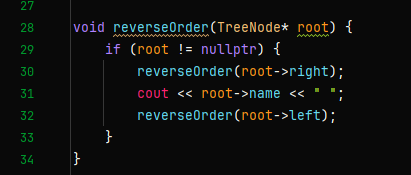 27
28 void reverseOrder(TreeNode* root) {
29     if (root != nullptr) {
30         reverseOrder(root->right);
31         cout << root->name << " ";
32         reverseOrder(root->left);
33     }
34 }